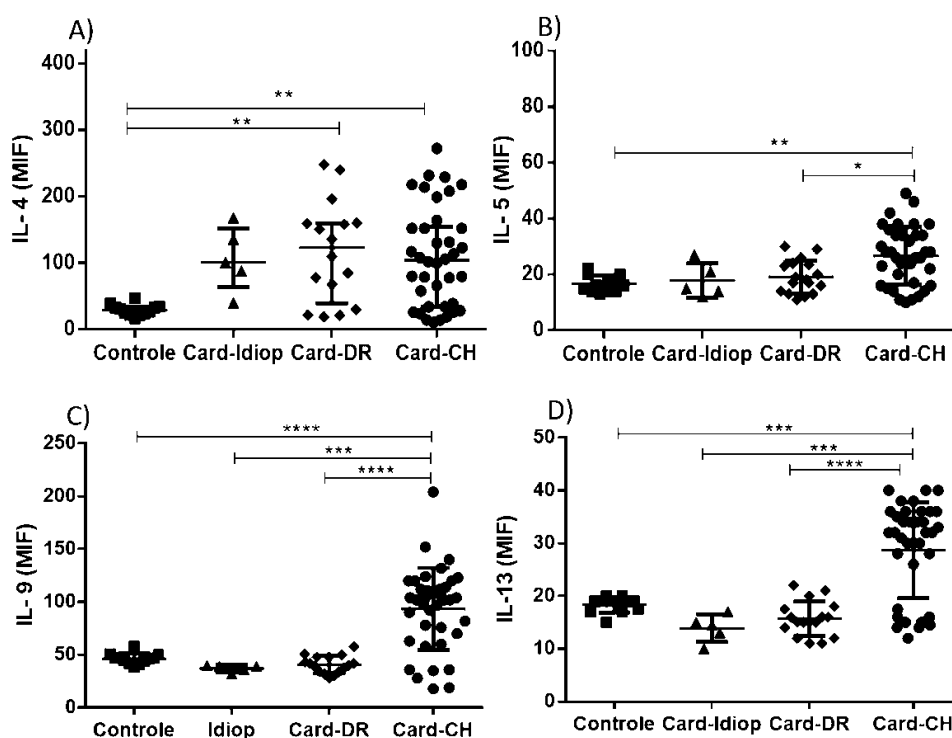 A)
IL- 4 (MIF)
400
300
200
100
0
**
**
Controle Card-Idiop Card-DR Card-CH
B)
IL- 5 (MIF)
100
80
60
40
20
0
**
*
Controle Card-Idiop Card-DR Card-CH
C)
IL- 9 (MIF)
250
200
150
100
50
0
****
***
****
Controle Idiop Card-DR Card-CH
D)
IL-13 (MIF)
50
40
30
20
10
0
***
***
****
Controle Card-Idiop Card-DR Card-CH